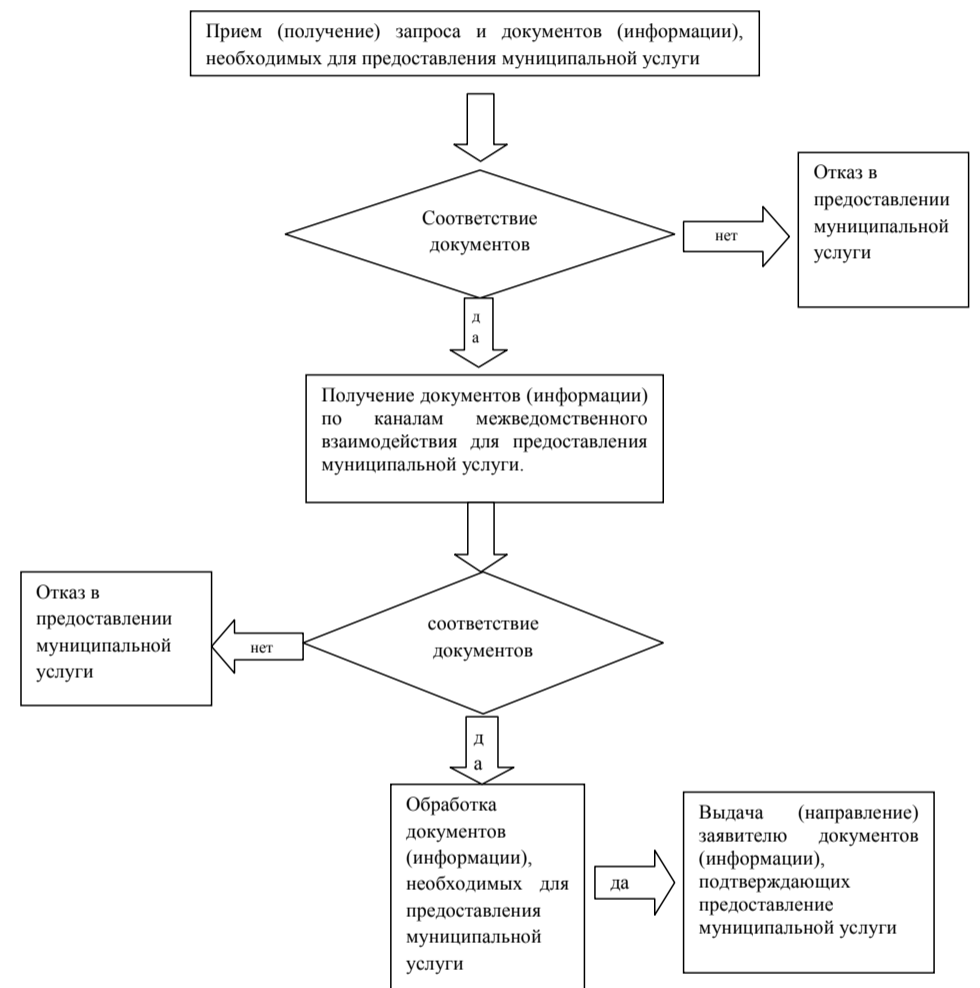 Прием (получение) запроса и документов (информации),
необходимых для предоставления муниципальной услуги
Соответствие
документов
нет
Отказ в
предоставлении
муниципальной
услуги
д
а
Получение документов (информации)
по каналам межведомственного
взаимодействия для предоставления
муниципальной услуги.
соответствие
документов
нет
Отказ в
предоставлении
муниципальной
услуги
д
а
Обработка
документов
(информации),
необходимых для
предоставления
муниципальной
услуги
да
Выдача (направление)
заявителю документов
(информации),
подтверждающих
предоставление
муниципальной услуги